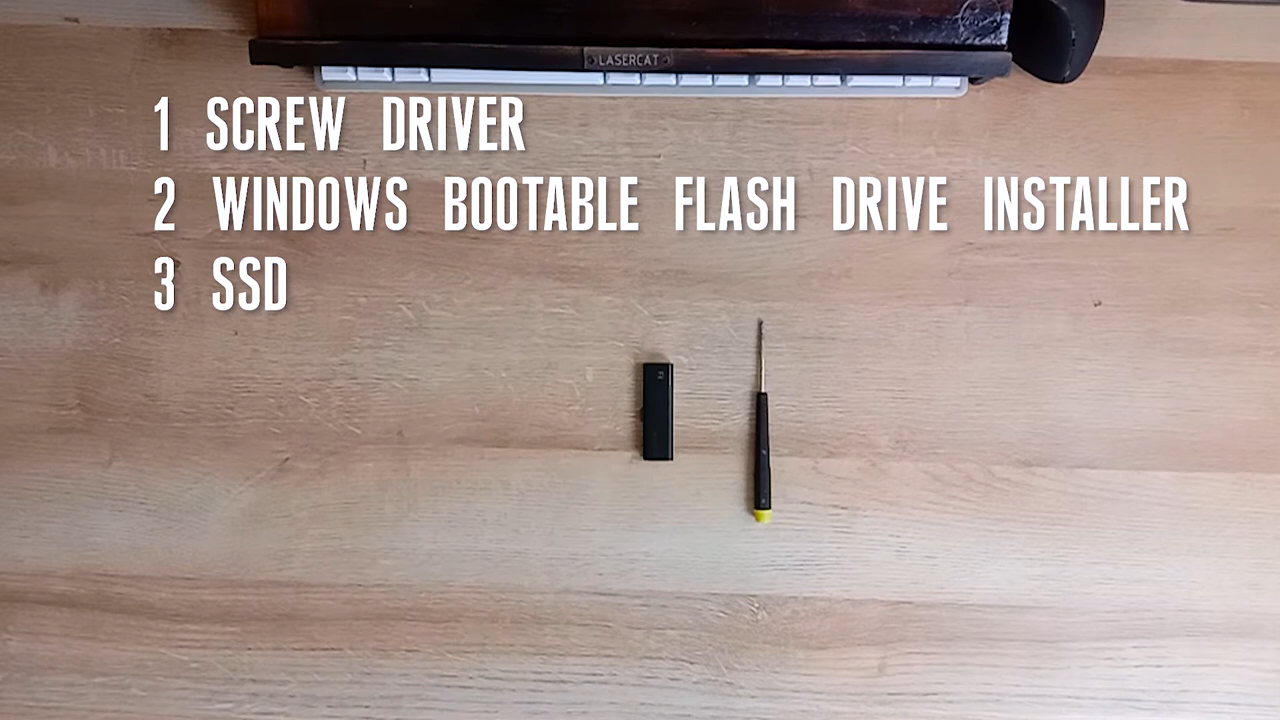 LASERCAT
1 SCREW DRIVER
2 WINDOWS BOOTABLE FLASH DRIVE INSTALLER
3 SSD